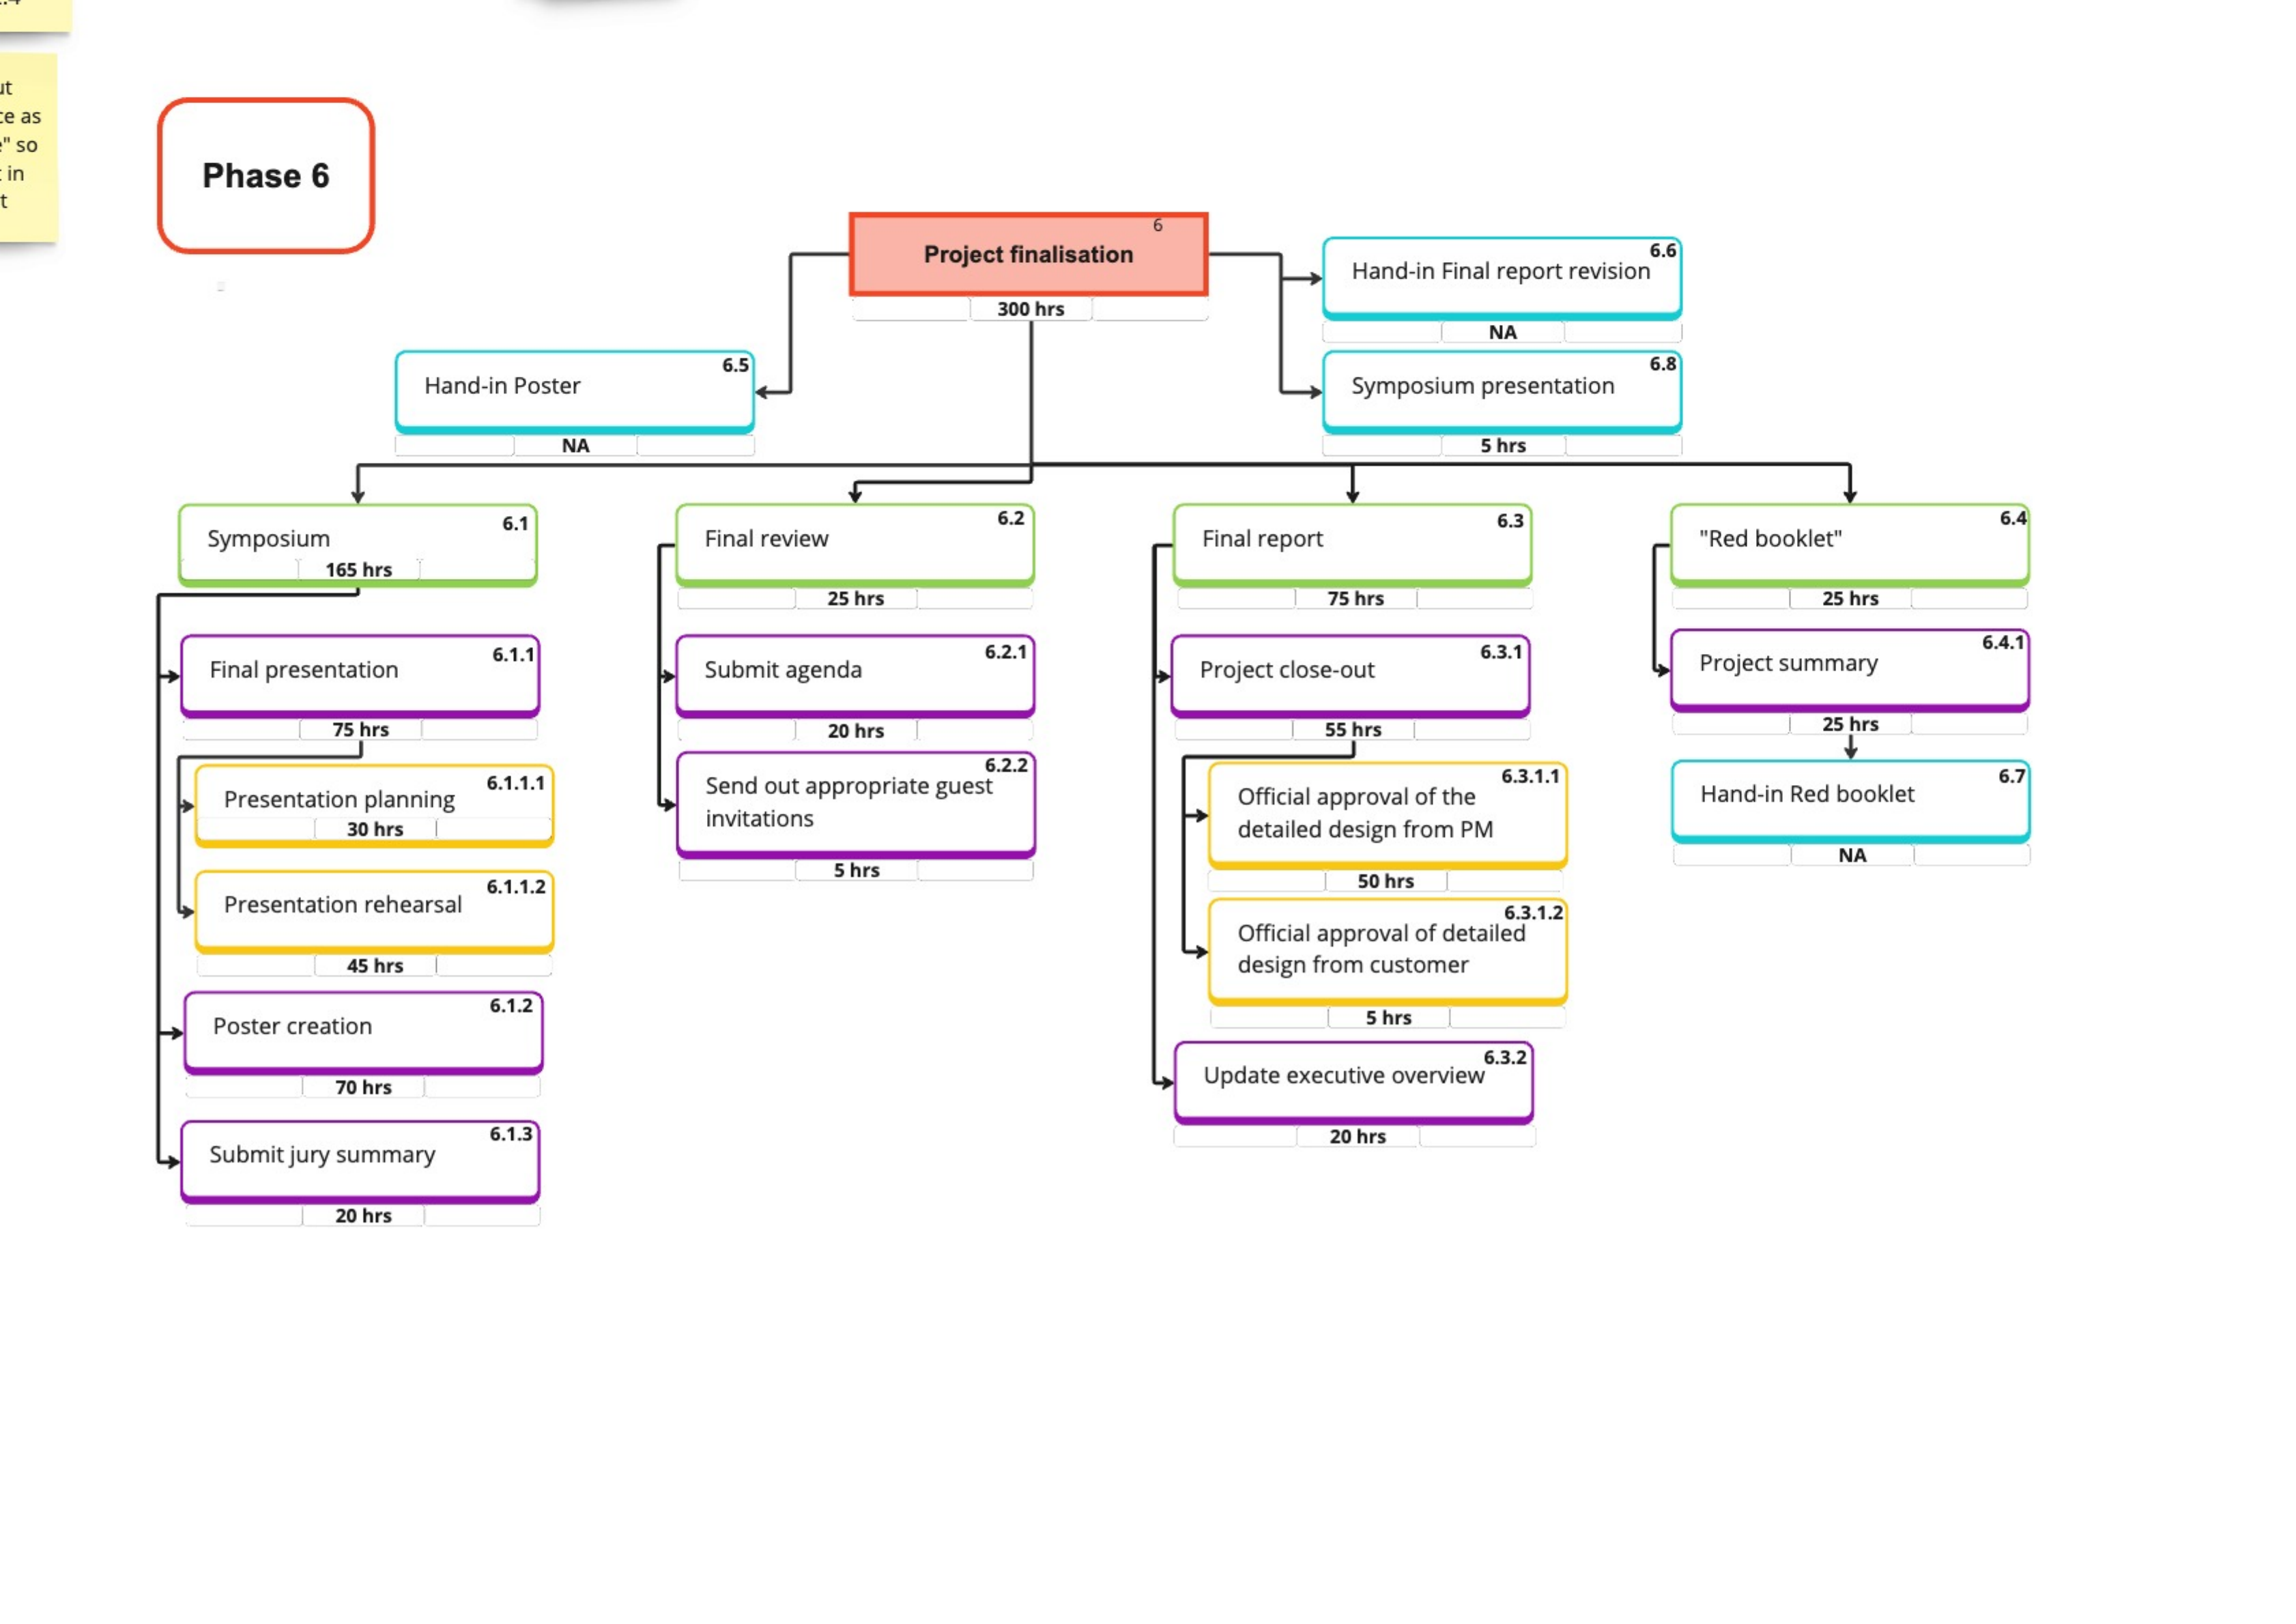 ut
ce as
e" so
t in
t
Phase 6
6
Project finalisation
300 hrs
6.6
Hand-in Final report revision
NA
6.5
Hand-in Poster
NA
6.8
Symposium presentation
5 hrs
6.1
Symposium
165 hrs
6.1.1
Final presentation
75 hrs
6.1.1.1
Presentation planning
30 hrs
6.1.1.2
Presentation rehearsal
45 hrs
6.1.2
Poster creation
70 hrs
6.1.3
Submit jury summary
20 hrs
6.2
Final review
25 hrs
6.2.1
Submit agenda
20 hrs
6.2.2
Send out appropriate guest
invitations
5 hrs
6.3
Final report
75 hrs
6.3.1
Project close-out
55 hrs
6.3.1.1
Official approval of the
detailed design from PM
50 hrs
6.3.1.2
Official approval of detailed
design from customer
5 hrs
6.3.2
Update executive overview
20 hrs
6.4
"Red booklet"
25 hrs
6.4.1
Project summary
25 hrs
6.7
Hand-in Red booklet
NA